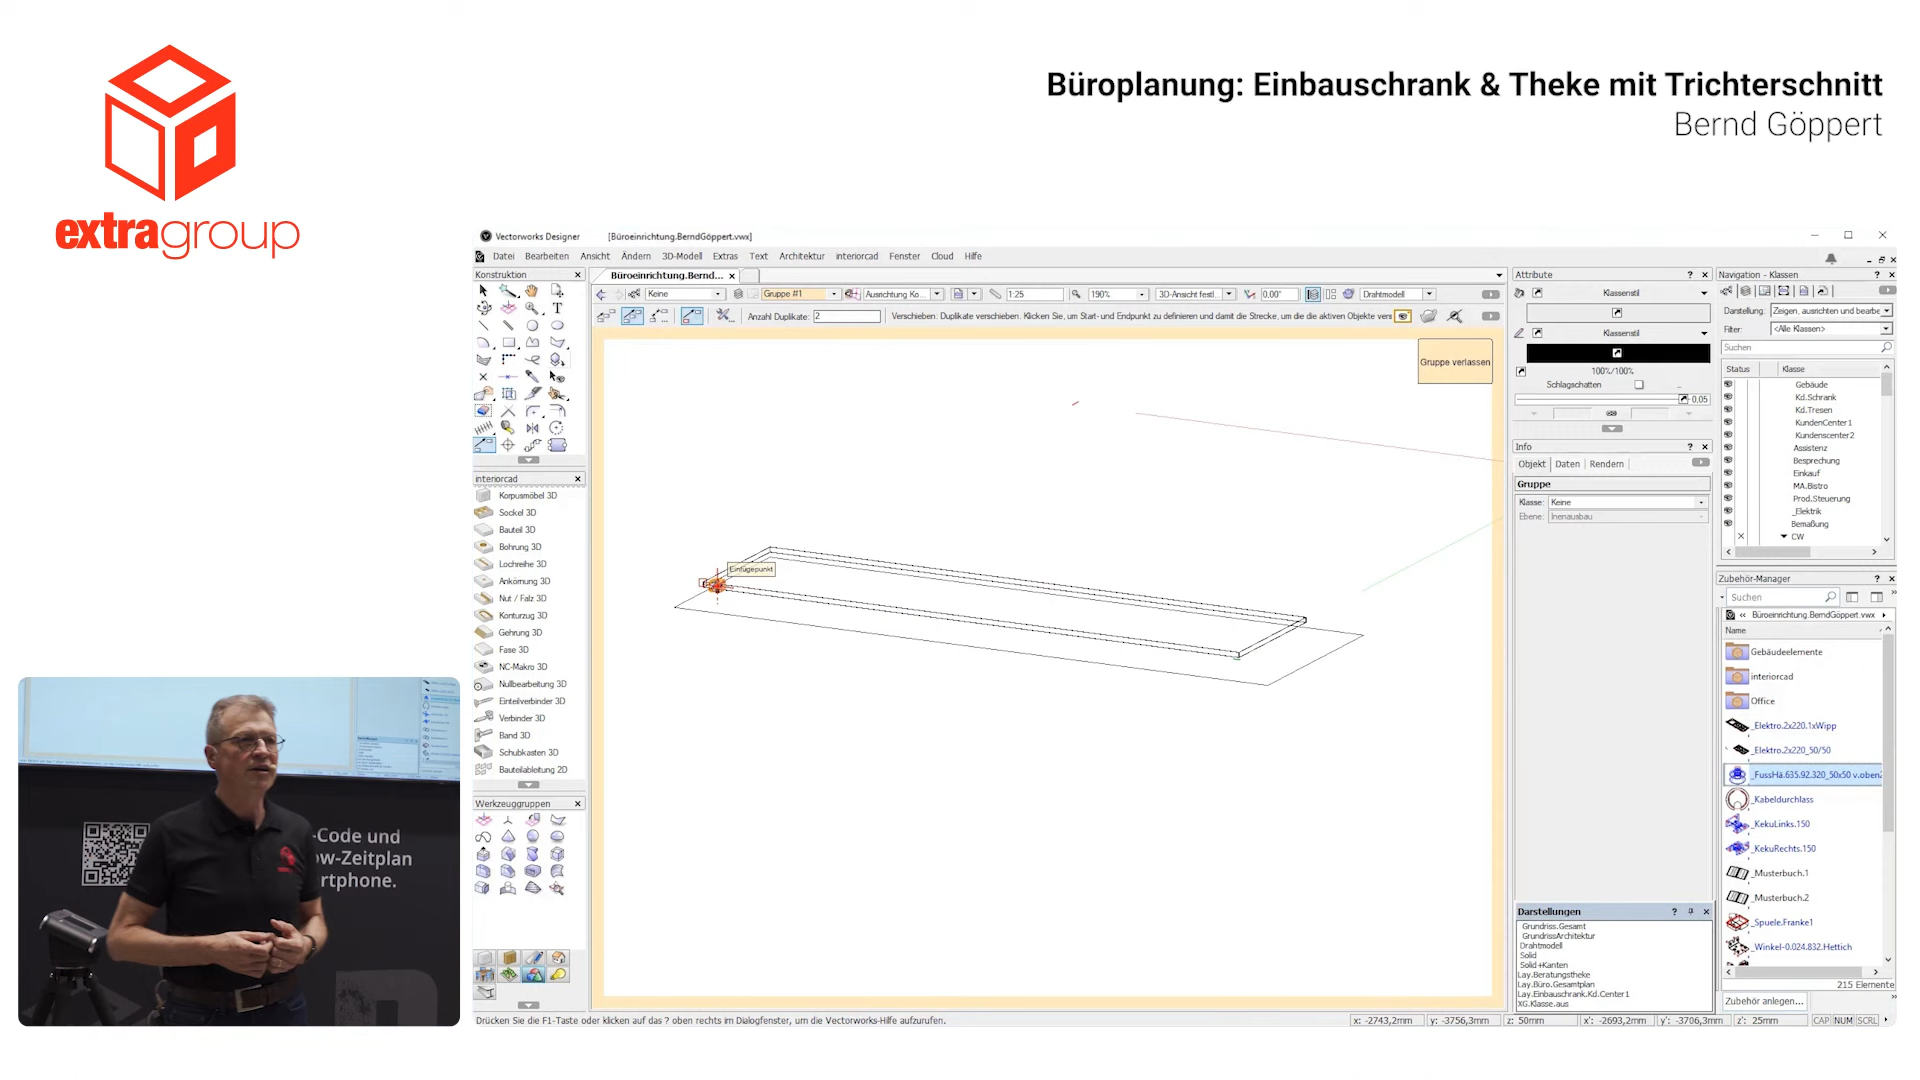 extragroup
Büroplanung: Einbauschrank & Theke mit Trichterschnitt
Bernd Göppert
Vectorworks Designer [Büroeinrichtung.BerndGöppert.vwx]
Datei Bearbeiten Ansicht Ändern 3D-Modell Extras Text Architektur interiorcad Fenster Cloud Hilfe
Konstruktion
Büroeinrichtung.Bernd...
Keine Gruppe #1 Ausrichtung Ko... 1:25 190% 3D-Ansicht festl... 0,00° Drahtmodell
Anzahl Duplikate: 2 Verschieben: Duplikate verschieben. Klicken Sie, um Start- und Endpunkt zu definieren und damit die Strecke, um die die aktiven Objekte vers
Gruppe verlassen
Einfügepunkt
interiorcad
Korpusmöbel 3D
Sockel 3D
Bauteil 3D
Bohrung 3D
Lochreihe 3D
Ankörnung 3D
Nut / Falz 3D
Konturzug 3D
Gehrung 3D
Fase 3D
NC-Makro 3D
Nullbearbeitung 3D
Einteilverbinder 3D
Verbinder 3D
Band 3D
Schubkasten 3D
Bauteilableitung 2D
Werkzeuggruppen
Attribute
Klassenstil
Klassenstil
100%/100%
Schlagschatten
0,05
Info
Objekt Daten Rendern
Gruppe
Klasse: Keine
Ebene: Inenausbau
Darstellungen
Grundriss.Gesamt
GrundrissArchitektur
Drahtmodell
Solid
Solid+Kanten
Lay.Beratungstheke
Lay.Büro.Gesamtplan
Lay.Einbauschrank.Kd.Center1
XG.Klasse.aus
Navigation - Klassen
Darstellung: Zeigen, ausrichten und bearbe
Filter: <Alle Klassen>
Suchen
Status Klasse
Gebäude
Kd.Schrank
Kd.Tresen
KundenCenter1
Kundenscenter2
Assistenz
Besprechung
Einkauf
MA.Bistro
Prod.Steuerung
_Elektrik
Bemaßung
CW
Zubehör-Manager
Suchen
Büroeinrichtung.BerndGöppert.vwx
Name
Gebäudeelemente
interiorcad
Office
_Elektro.2x220.1xWipp
_Elektro.2x220_50/50
_FussHä.635.92.320_50x50 v.oben2
_Kabeldurchlass
_KekuLinks.150
_KekuRechts.150
_Musterbuch.1
_Musterbuch.2
_Spuele.Franke1
_Winkel-0.024.832.Hettich
215 Elemente
Zubehör anlegen...
Drücken Sie die F1-Taste oder klicken auf das ? oben rechts im Dialogfenster, um die Vectorworks-Hilfe aufzurufen.
x: -2743,2mm y: -3756,3mm z: 50mm x': -2693,2mm y': -3706,3mm z': 25mm CAP NUM SCRL
-Code und
ow-Zeitplan
rtphone.